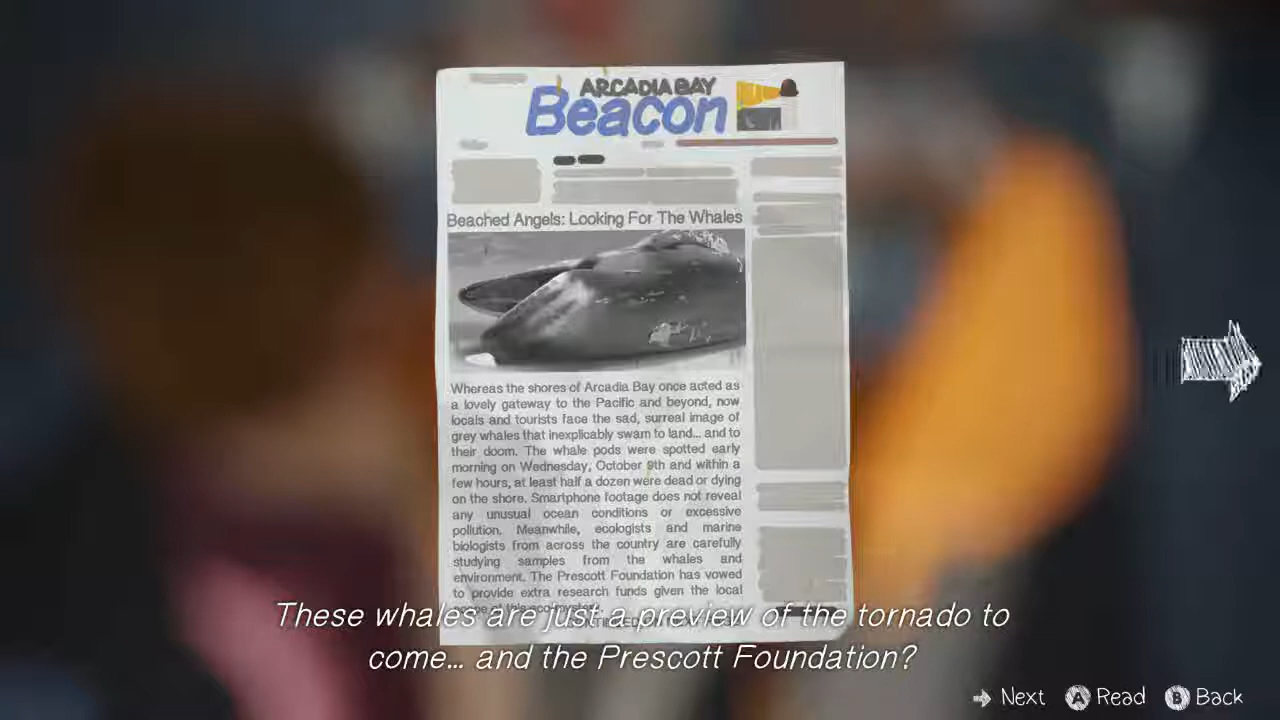 ARCADIA BAY
Beacon
Beached Angels: Looking For The Whales
Whereas the shores of Arcadia Bay once acted as
a lovely gateway to the Pacific and beyond, now
locals and tourists face the sad, surreal image of
grey whales that inexplicably swam to land... and to
their doom. The whale pods were spotted early
morning on Wednesday, October 9th and within a
few hours, at least half a dozen were dead or dying
on the shore. Smartphone footage does not reveal
any unusual ocean conditions or excessive
pollution. Meanwhile, ecologists and marine
biologists from across the country are carefully
studying samples from the whales and
environment. The Prescott Foundation has vowed
to provide extra research funds given the local
These whales are just a preview of the tornado to
come... and the Prescott Foundation?
Next A Read B Back